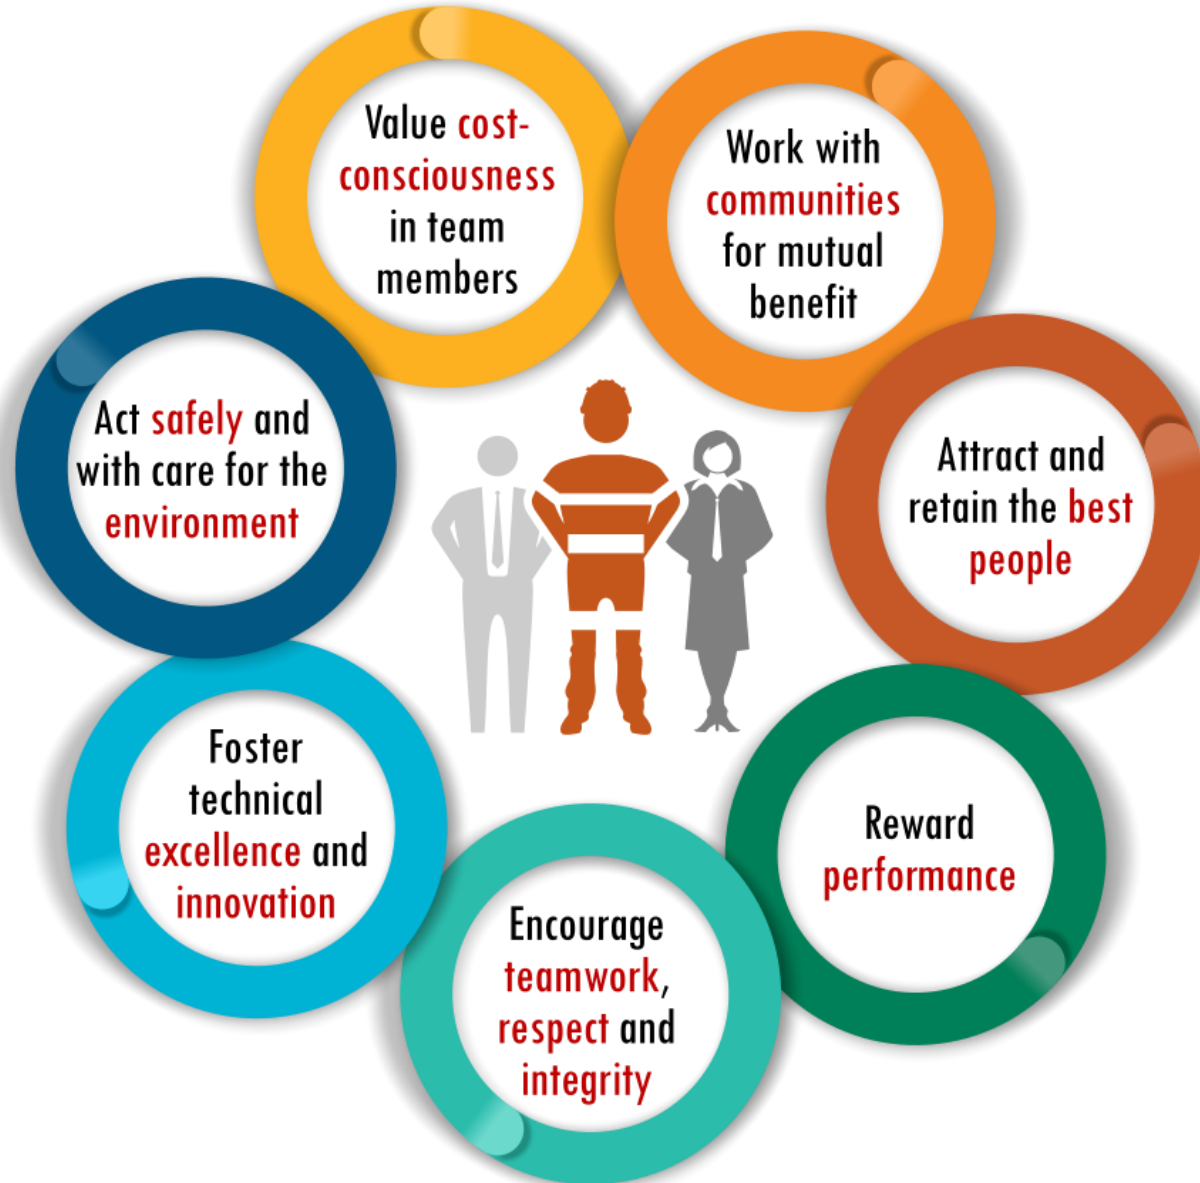 Value cost-
consciousness
in team
members
Work with
communities
for mutual
benefit
Attract and
retain the best
people
Reward
performance
Encourage
teamwork,
respect and
integrity
Foster
technical
excellence and
innovation
Act safely and
with care for the
environment